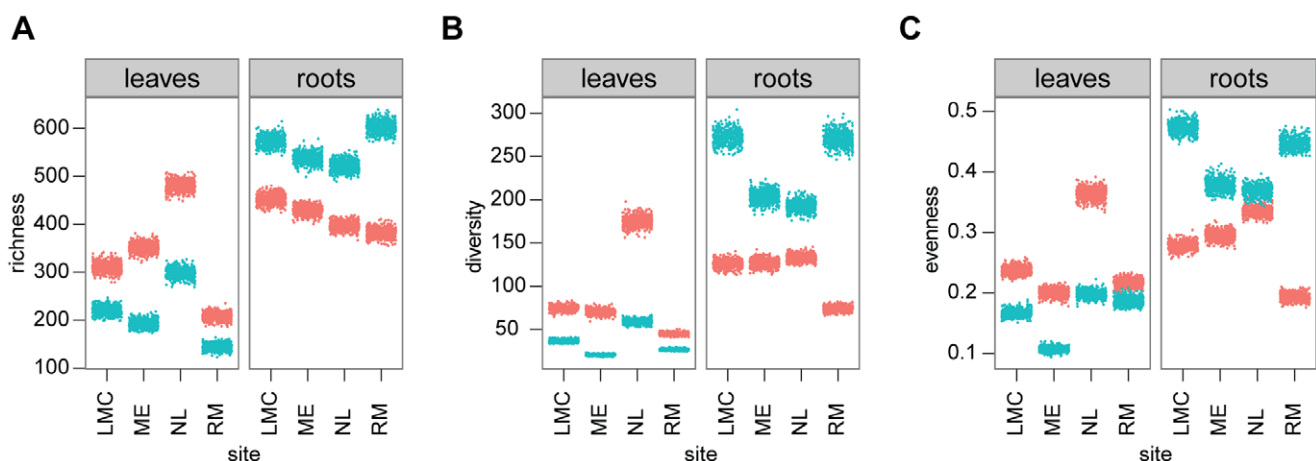 A
leaves
roots
richness
600
500
400
300
200
100
LMC
ME
NL
RM
LMC
ME
NL
RM
site
B
leaves
roots
diversity
300
250
200
150
100
50
LMC
ME
NL
RM
LMC
ME
NL
RM
site
C
leaves
roots
evenness
0.5
0.4
0.3
0.2
0.1
LMC
ME
NL
RM
LMC
ME
NL
RM
site